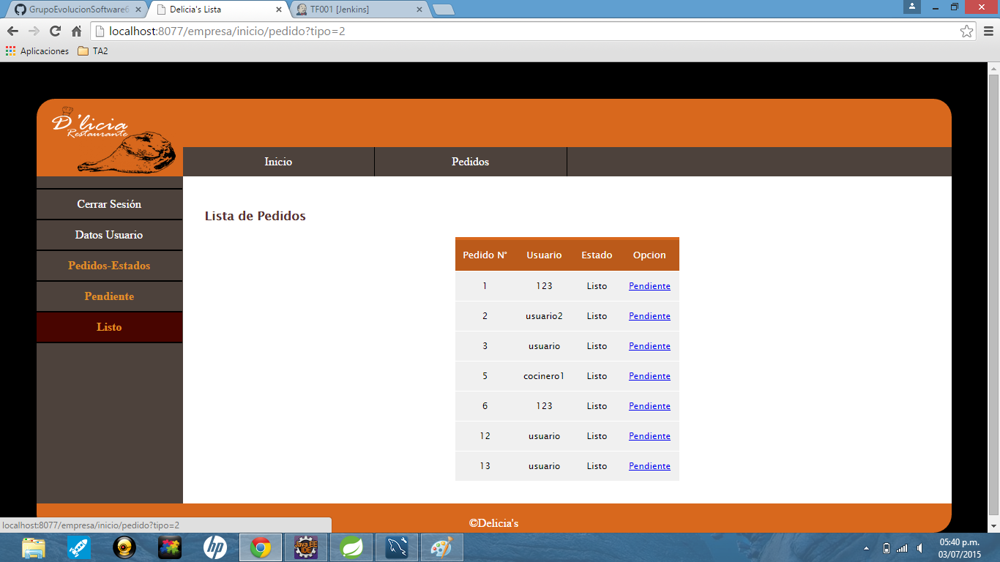 GrupoEvolucionSoftware6
Delicia's Lista
TF001 [Jenkins]
localhost:8077/empresa/inicio/pedido?tipo=2
Aplicaciones TA2
D'licia
Restaurante
Inicio Pedidos
Cerrar Sesión
Datos Usuario
Pedidos-Estados
Pendiente
Listo
Lista de Pedidos
Pedido N° Usuario Estado Opcion
1 123 Listo Pendiente
2 usuario2 Listo Pendiente
3 usuario Listo Pendiente
5 cocinero1 Listo Pendiente
6 123 Listo Pendiente
12 usuario Listo Pendiente
13 usuario Listo Pendiente
©Delicia's
localhost:8077/empresa/inicio/pedido?tipo=2
hp
Java EE
IDE
05:40 p.m.
03/07/2015